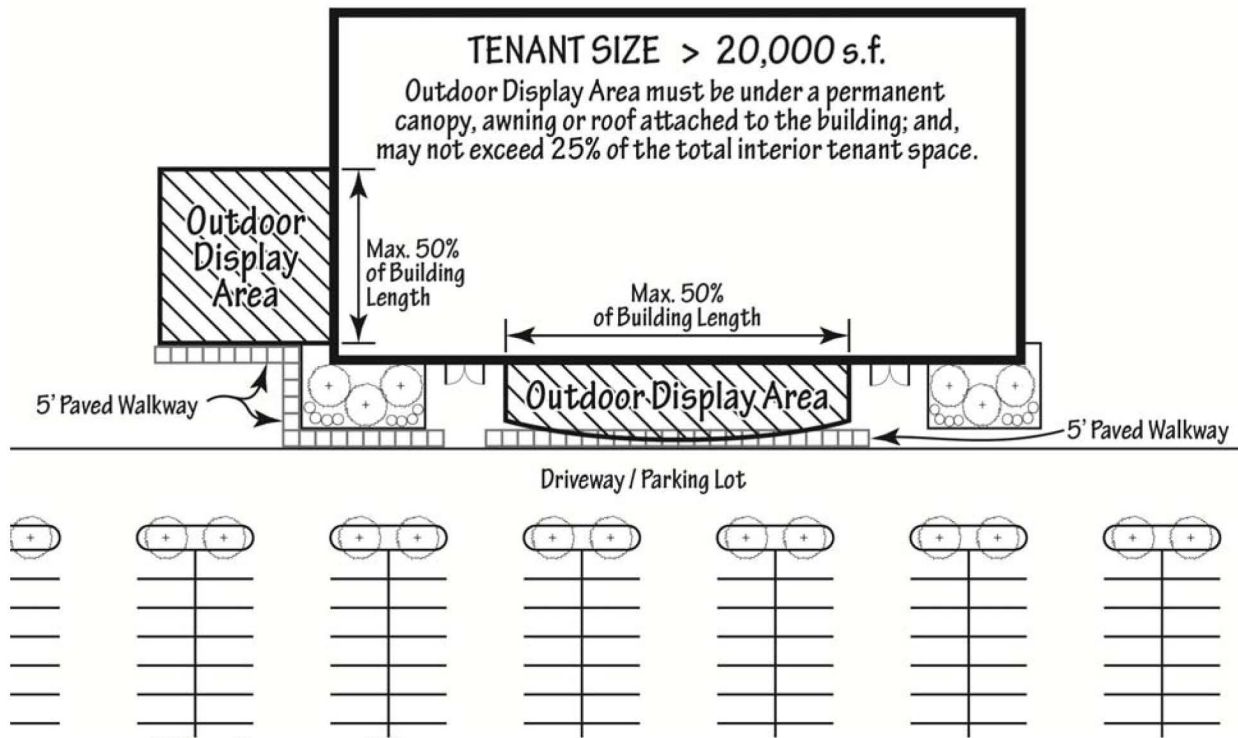 TENANT SIZE > 20,000 s.f.
Outdoor Display Area must be under a permanent
canopy, awning or roof attached to the building; and,
may not exceed 25% of the total interior tenant space.
Outdoor
Display
Area
Max. 50%
of Building
Length
Max. 50%
of Building Length
Outdoor Display Area
5' Paved Walkway
5' Paved Walkway
Driveway / Parking Lot